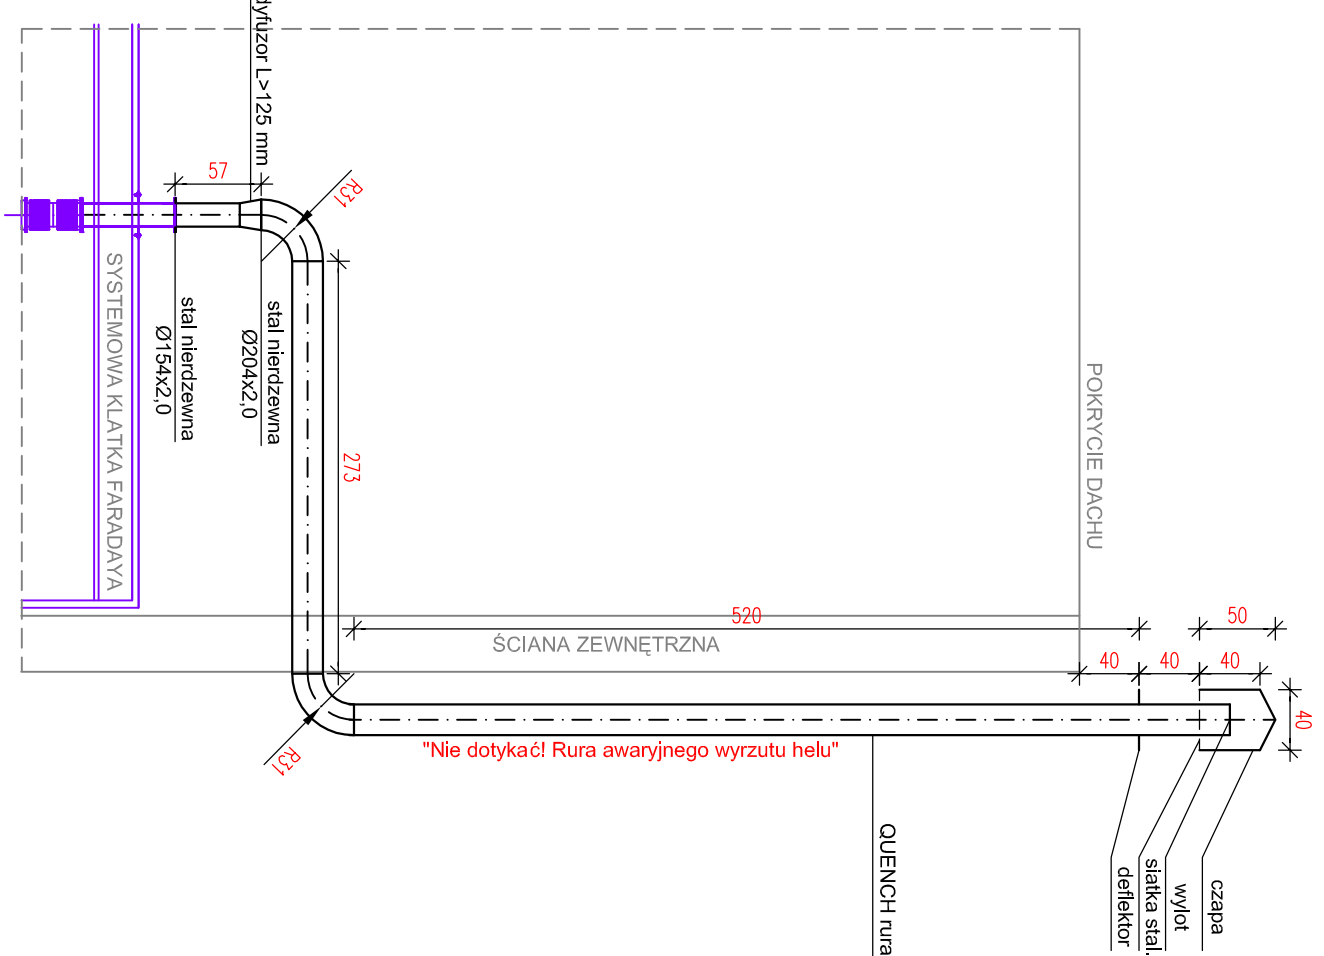 dyfuzor L>125 mm
57
R31
SYSTEMOWA KLATKA FARADAYA
stal nierdzewna
Ø154x2,0
stal nierdzewna
Ø204x2,0
273
POKRYCIE DACHU
520
ŚCIANA ZEWNĘTRZNA
50
40
40
40
40
R31
"Nie dotykać! Rura awaryjnego wyrzutu helu"
QUENCH rura
czapa
wylot
siatka stal.
deflektor